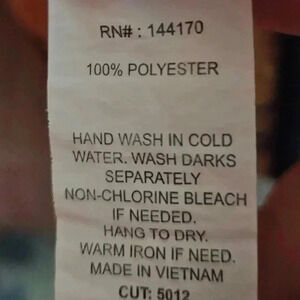 RN# : 144170
100% POLYESTER
HAND WASH IN COLD
WATER. WASH DARKS
SEPARATELY
NON-CHLORINE BLEACH
IF NEEDED.
HANG TO DRY.
WARM IRON IF NEED.
MADE IN VIETNAM
CUT: 5012